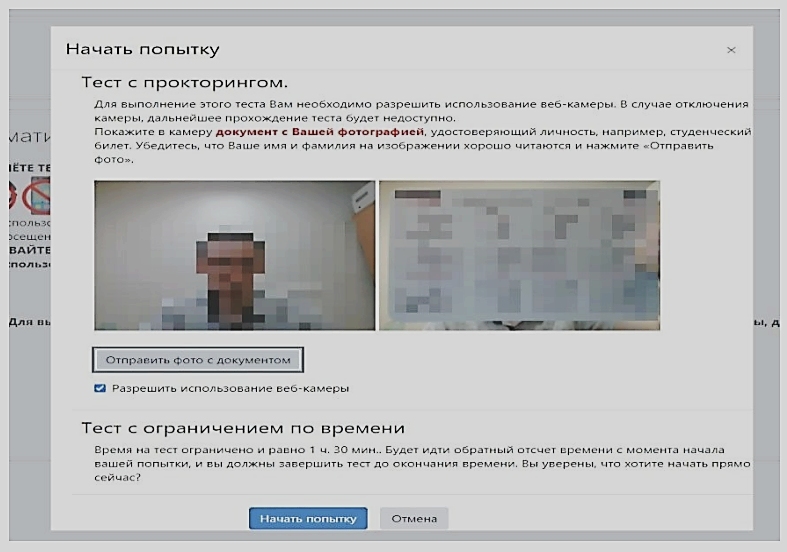 Начать попытку
×
Тест с прокторингом.
Для выполнения этого теста Вам необходимо разрешить использование веб-камеры. В случае отключения
камеры, дальнейшее прохождение теста будет недоступно.
Покажите в камеру документ с Вашей фотографией, удостоверяющий личность, например, студенческий
билет. Убедитесь, что Ваше имя и фамилия на изображении хорошо читаются и нажмите «Отправить
фото».
Отправить фото с документом
Разрешить использование веб-камеры
Тест с ограничением по времени
Время на тест ограничено и равно 1 ч. 30 мин.. Будет идти обратный отсчет времени с момента начала
вашей попытки, и вы должны завершить тест до окончания времени. Вы уверены, что хотите начать прямо
сейчас?
Начать попытку
Отмена